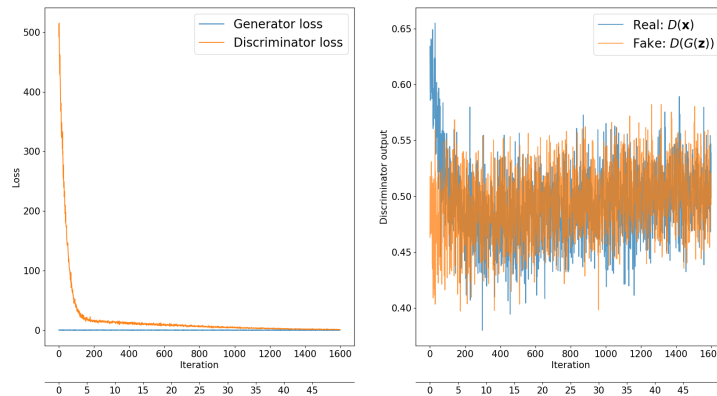 Generator loss
Discriminator loss
500
400
300
200
100
0
Loss
0 200 400 600 800 1000 1200 1400 1600
Iteration
0 5 10 15 20 25 30 35 40 45
Real: D(x)
Fake: D(G(z))
0.65
0.60
0.55
0.50
0.45
0.40
Discriminator output
0 200 400 600 800 1000 1200 1400 1600
Iteration
0 5 10 15 20 25 30 35 40 45